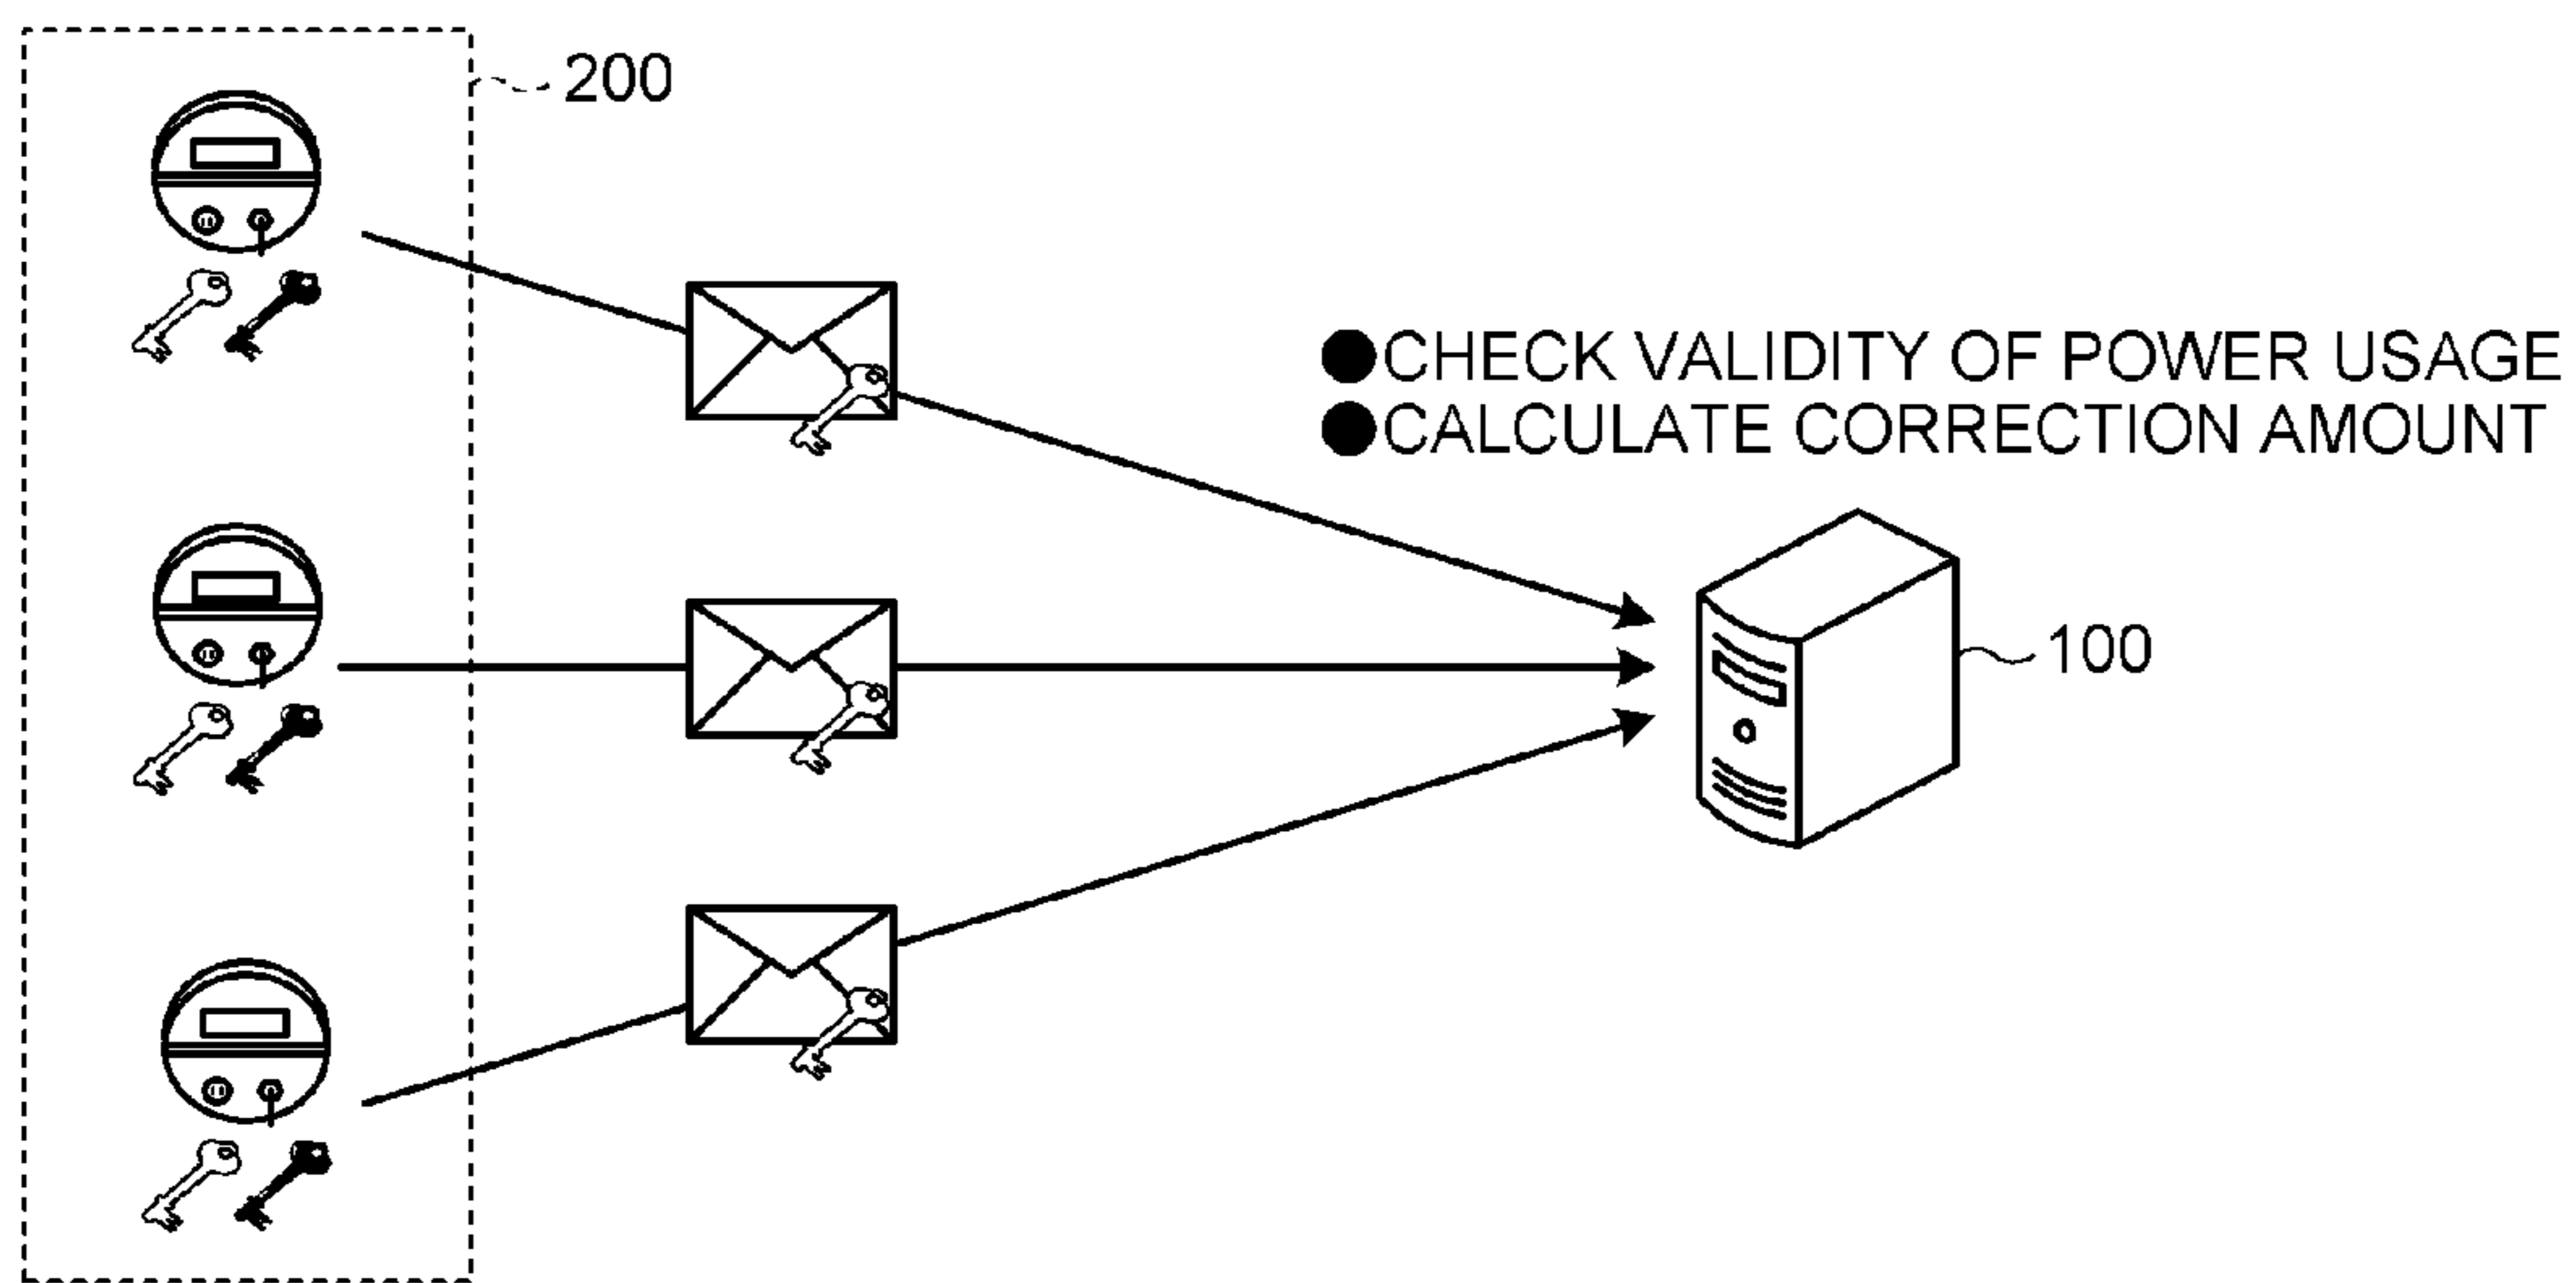 200
●CHECK VALIDITY OF POWER USAGE
●CALCULATE CORRECTION AMOUNT
100